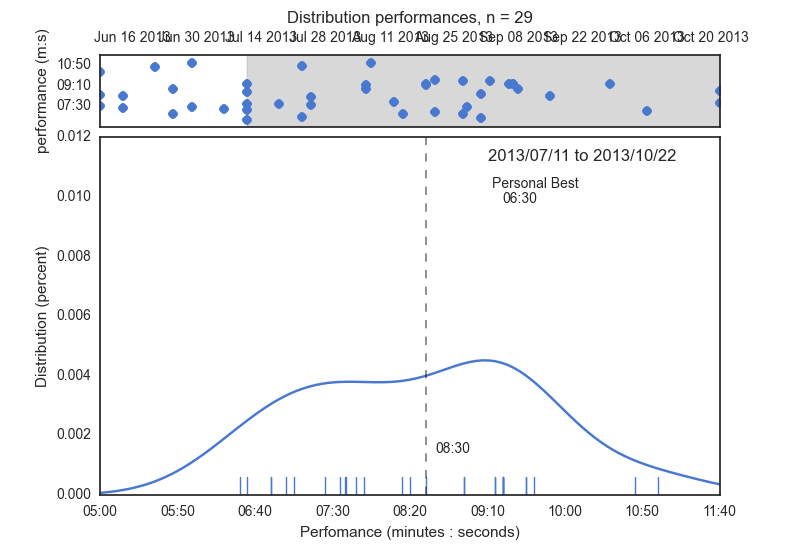 Distribution performances, n = 29
Jun 16 2013 Jun 30 2013 Jul 14 2013 Jul 28 2013 Aug 11 2013 Aug 25 2013 Sep 08 2013 Sep 22 2013 Oct 06 2013 Oct 20 2013
performance (m:s)
10:50
09:10
07:30
0.012
0.010
0.008
0.006
0.004
0.002
0.000
Distribution (percent)
2013/07/11 to 2013/10/22
Personal Best
06:30
08:30
05:00 05:50 06:40 07:30 08:20 09:10 10:00 10:50 11:40
Perfomance (minutes : seconds)